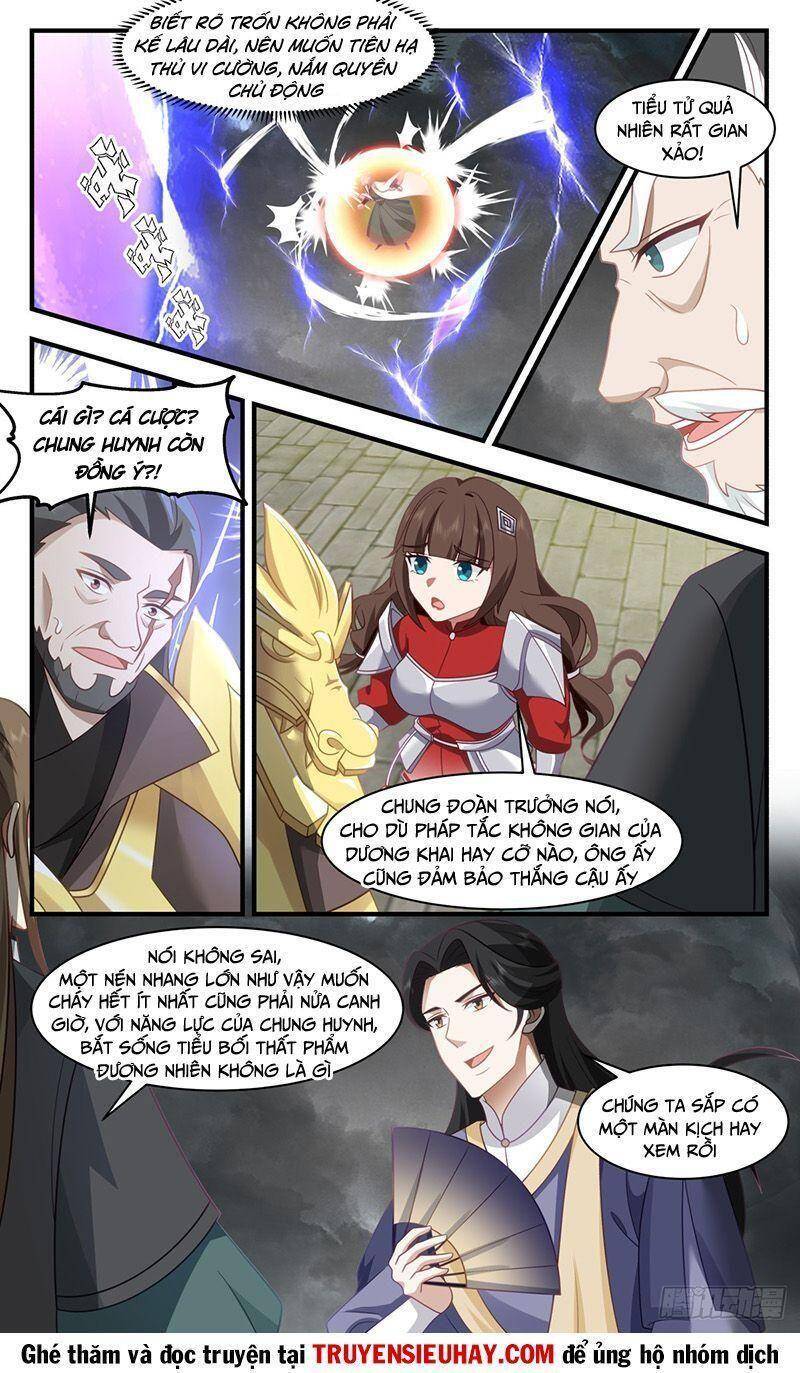 BIẾT RÕ TRỐN KHÔNG PHẢI
KẾ LÂU DÀI, NÊN MUỐN TIÊN HẠ
THỦ VI CƯỜNG, NẮM QUYỀN
CHỦ ĐỘNG
TIỂU TỬ QUẢ
NHIÊN RẤT GIAN
XẢO!
CÁI GÌ? CÁ CƯỢC?
CHUNG HUYNH CÒN
ĐỒNG Ý?!
CHUNG ĐOÀN TRƯỞNG NÓI,
CHO DÙ PHÁP TẮC KHÔNG GIAN CỦA
DƯƠNG KHAI HAY CỠ NÀO, ÔNG ẤY
CŨNG ĐẢM BẢO THẮNG CẬU ẤY
NÓI KHÔNG SAI,
MỘT NÉN NHANG LỚN NHƯ VẬY MUỐN
CHÁY HẾT ÍT NHẤT CŨNG PHẢI NỬA CANH
GIỜ, VỚI NĂNG LỰC CỦA CHUNG HUYNH,
BẮT SỐNG TIỂU BỐI THẤT PHẨM
ĐƯƠNG NHIÊN KHÔNG LÀ GÌ
CHÚNG TA SẮP CÓ
MỘT MÀN KỊCH HAY
XEM RỒI
腾讯动漫
Ghé thăm và đọc truyện tại TRUYENSIEUHAY.COM để ủng hộ nhóm dịch